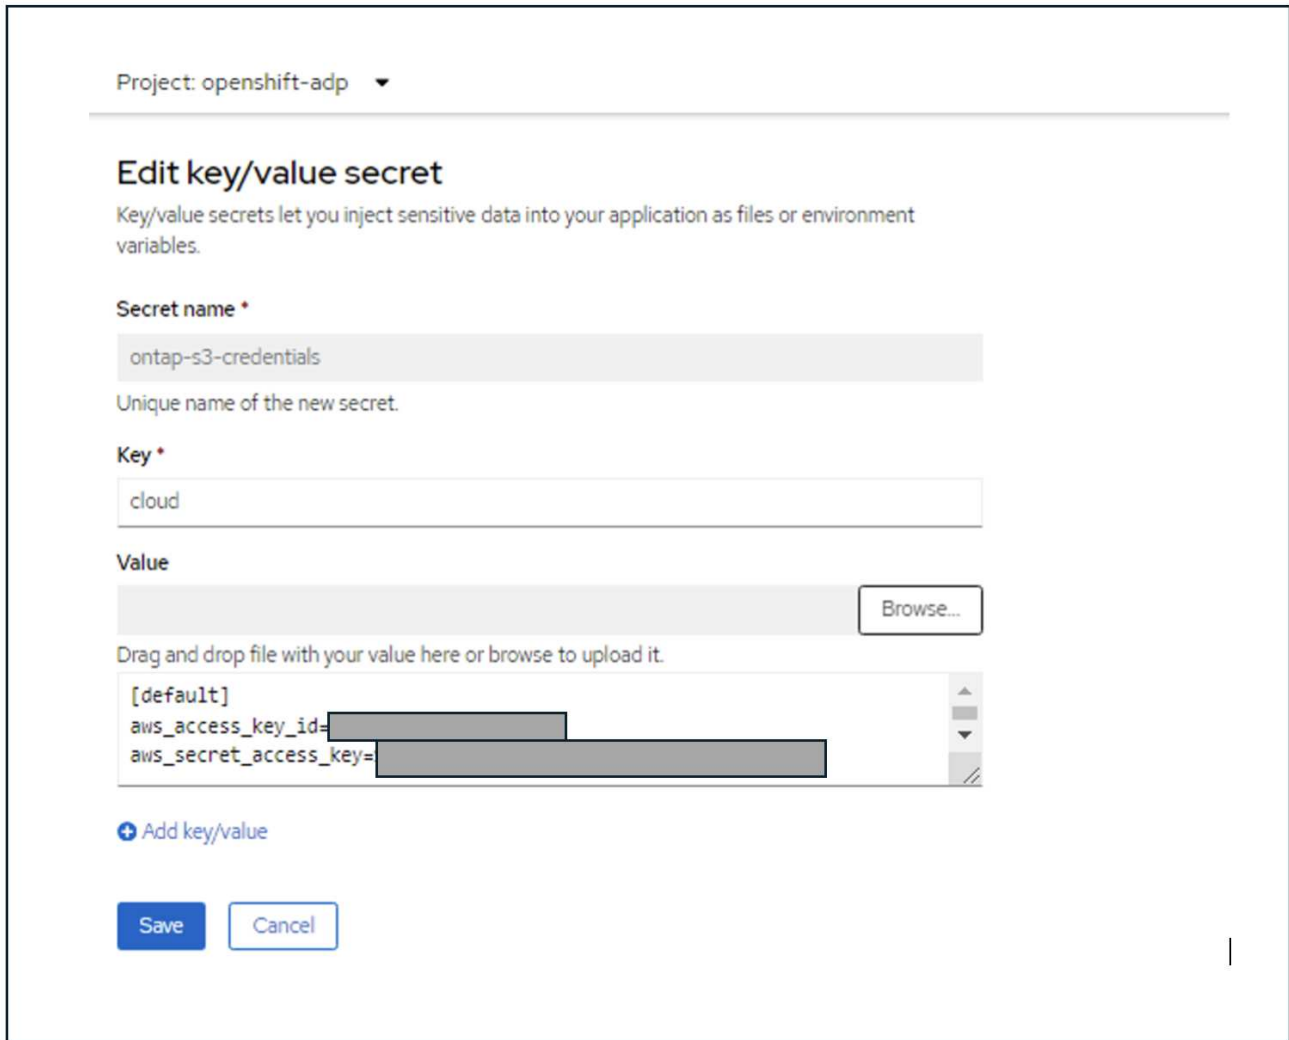 Project: openshift-adp
Edit key/value secret
Key/value secrets let you inject sensitive data into your application as files or environment
variables.
Secret name *
ontap-s3-credentials
Unique name of the new secret.
Key *
cloud
Value
Browse...
Drag and drop file with your value here or browse to upload it.
[default]
aws_access_key_id=
aws_secret_access_key=
Add key/value
Save
Cancel